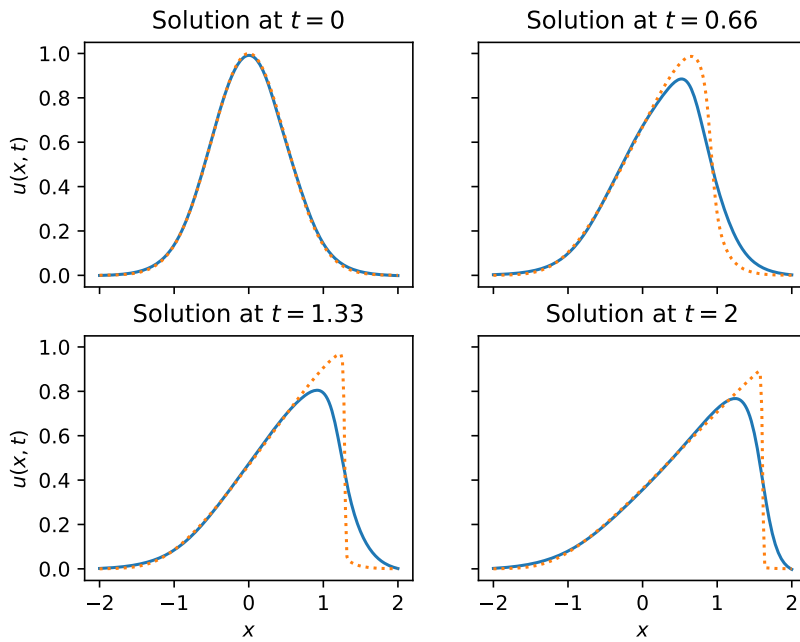 Solution at t = 0
Solution at t = 0.66
u(x, t)
1.0
0.8
0.6
0.4
0.2
0.0
Solution at t = 1.33
Solution at t = 2
u(x, t)
1.0
0.8
0.6
0.4
0.2
0.0
−2 −1 0 1 2
−2 −1 0 1 2
x
x